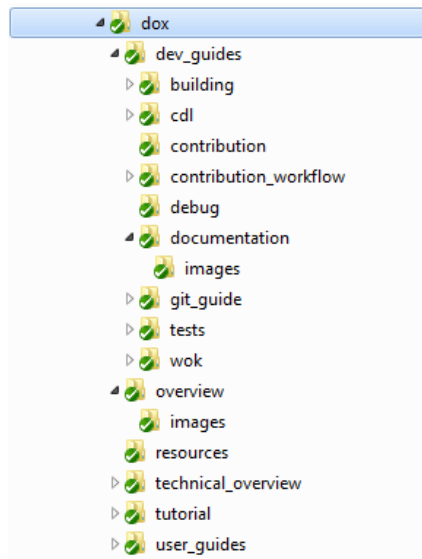 dox
dev_guides
building
cdl
contribution
contribution_workflow
debug
documentation
images
git_guide
tests
wok
overview
images
resources
technical_overview
tutorial
user_guides